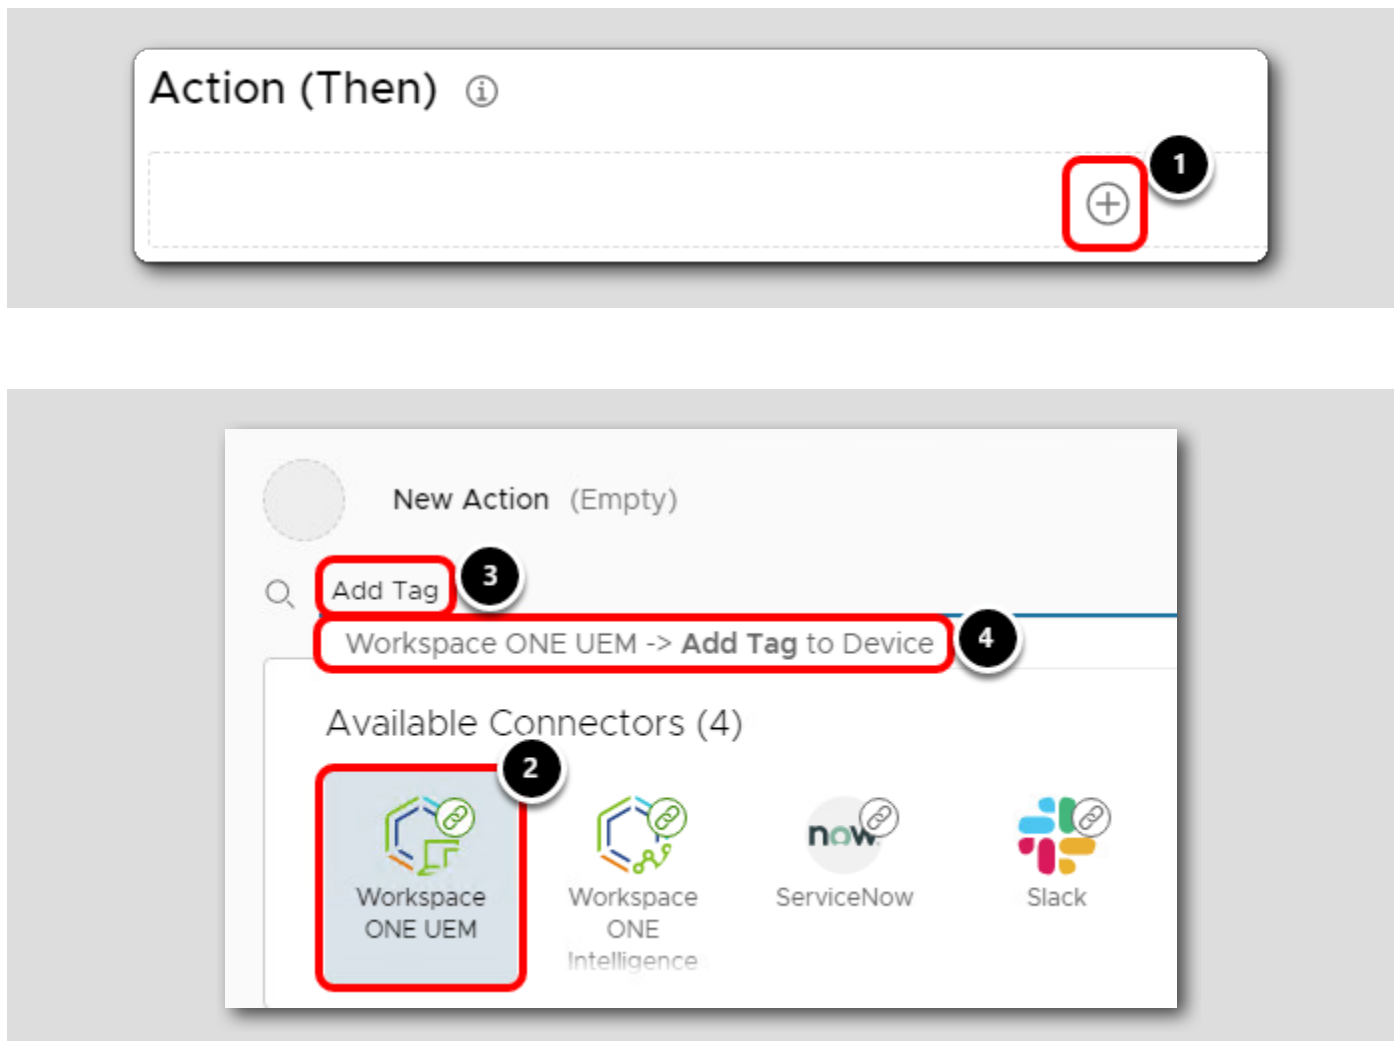 Action (Then)
1
New Action (Empty)
Add Tag
3
Workspace ONE UEM -> Add Tag to Device
4
Available Connectors (4)
2
now
Workspace
ONE UEM
Workspace
ONE
Intelligence
ServiceNow
Slack